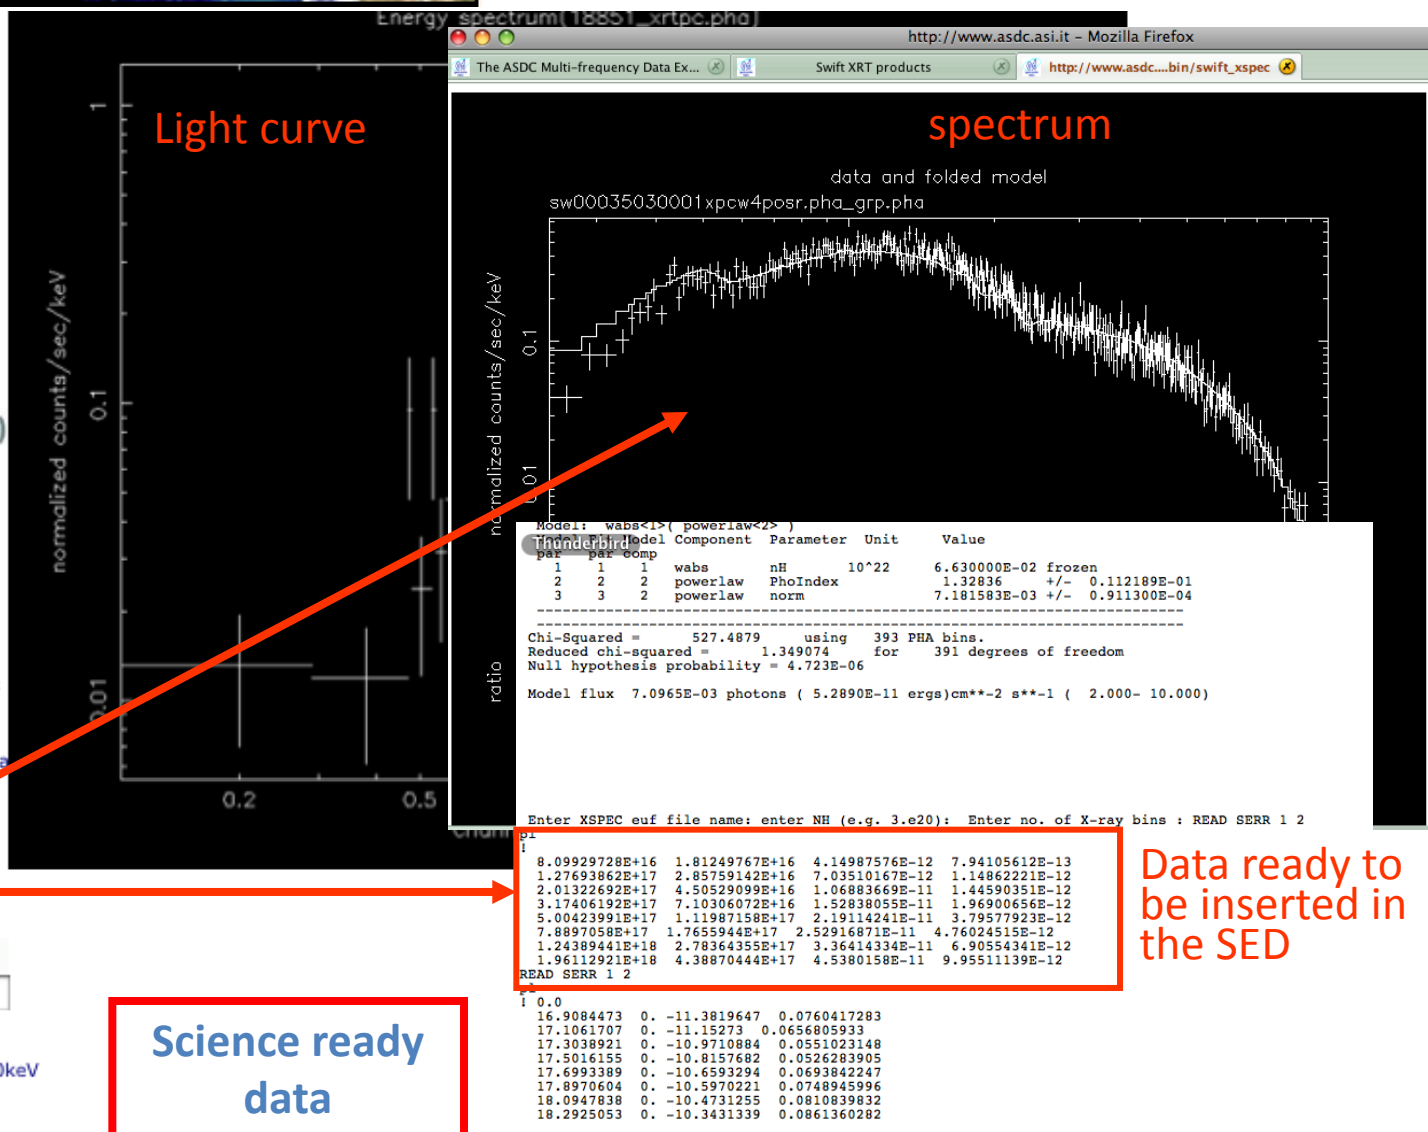 Energy spectrum(18851_xrtpc.pha)
http://www.asdc.asi.it – Mozilla Firefox
The ASDC Multi-frequency Data Ex...
Swift XRT products
http://www.asdc....bin/swift_xspec
Light curve
spectrum
data and folded model
sw00035030001xpcw4posr.pha_grp.pha
normalized counts/sec/keV
1
0.1
0.01
0.2
0.5
normalized counts/sec/keV
0.1
0.01
ratio
Model: wabs<1>( powerlaw<2> )
Model Fit Model Component Parameter Unit Value
par par comp
Thunderbird
1 1 1 wabs nH 10^22 6.630000E-02 frozen
2 2 2 powerlaw PhoIndex 1.32836 +/- 0.112189E-01
3 3 2 powerlaw norm 7.181583E-03 +/- 0.911300E-04
---------------------------------------------------------------------------
---------------------------------------------------------------------------
Chi-Squared = 527.4879 using 393 PHA bins.
Reduced chi-squared = 1.349074 for 391 degrees of freedom
Null hypothesis probability = 4.723E-06
Model flux 7.0965E-03 photons ( 5.2890E-11 ergs)cm**-2 s**-1 ( 2.000- 10.000)
Enter XSPEC euf file name: enter NH (e.g. 3.e20): Enter no. of X-ray bins : READ SERR 1 2
pl
!
8.09929728E+16 1.81249767E+16 4.14987576E-12 7.94105612E-13
1.27693862E+17 2.85759142E+16 7.03510167E-12 1.14862221E-12
2.01322692E+17 4.50529099E+16 1.06883669E-11 1.44590351E-12
3.17406192E+17 7.10306072E+16 1.52838055E-11 1.96900656E-12
5.00423991E+17 1.11987158E+17 2.19114241E-11 3.79577923E-12
7.8897058E+17 1.7655944E+17 2.52916871E-11 4.76024515E-12
1.24389441E+18 2.78364355E+17 3.36414334E-11 6.90554341E-12
1.96112921E+18 4.38870444E+17 4.5380158E-11 9.95511139E-12
READ SERR 1 2
pl
! 0.0
16.9084473 0. -11.3819647 0.0760417283
17.1061707 0. -11.15273 0.0656805933
17.3038921 0. -10.9710884 0.0551023148
17.5016155 0. -10.8157682 0.0526283905
17.6993389 0. -10.6593294 0.0693842247
17.8970604 0. -10.5970221 0.0748945996
18.0947838 0. -10.4731255 0.0810839832
18.2925053 0. -10.3431339 0.0861360282
Data ready to
be inserted in
the SED
Science ready
data
keV